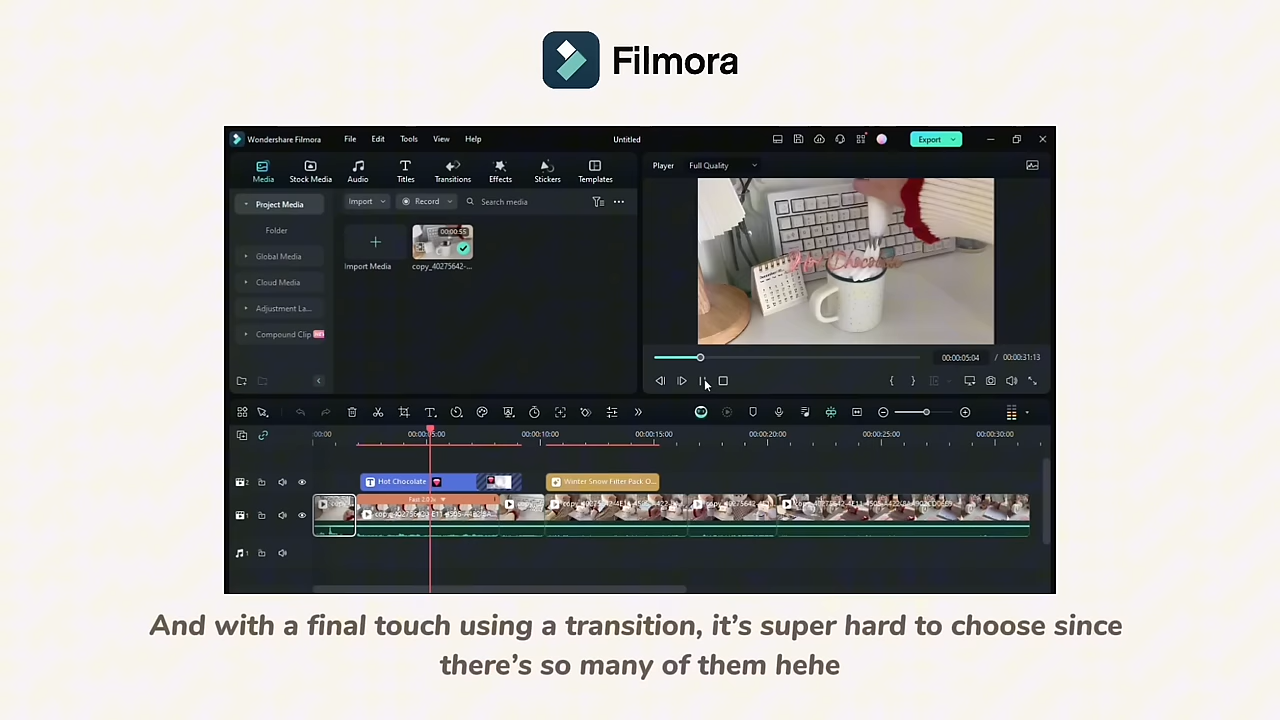 Filmora
Wondershare Filmora
File
Edit
Tools
View
Help
Untitled
Export
Media
Stock Media
Audio
Titles
Transitions
Effects
Stickers
Templates
Player
Full Quality
Project Media
Folder
Global Media
Cloud Media
Adjustment La...
Compound Clip
Import
Record
Search media
00:00:55
Import Media
copy_40275642-...
Hot Chocolate
00:00:05:04 / 00:00:31:13
:00:00
00:00:05:00
00:00:10:00
00:00:15:00
00:00:20:00
00:00:25:00
00:00:30:00
Hot Chocolate
Winter Snow Filter Pack O...
Fast 2.0x
And with a final touch using a transition, it's super hard to choose since
there's so many of them hehe